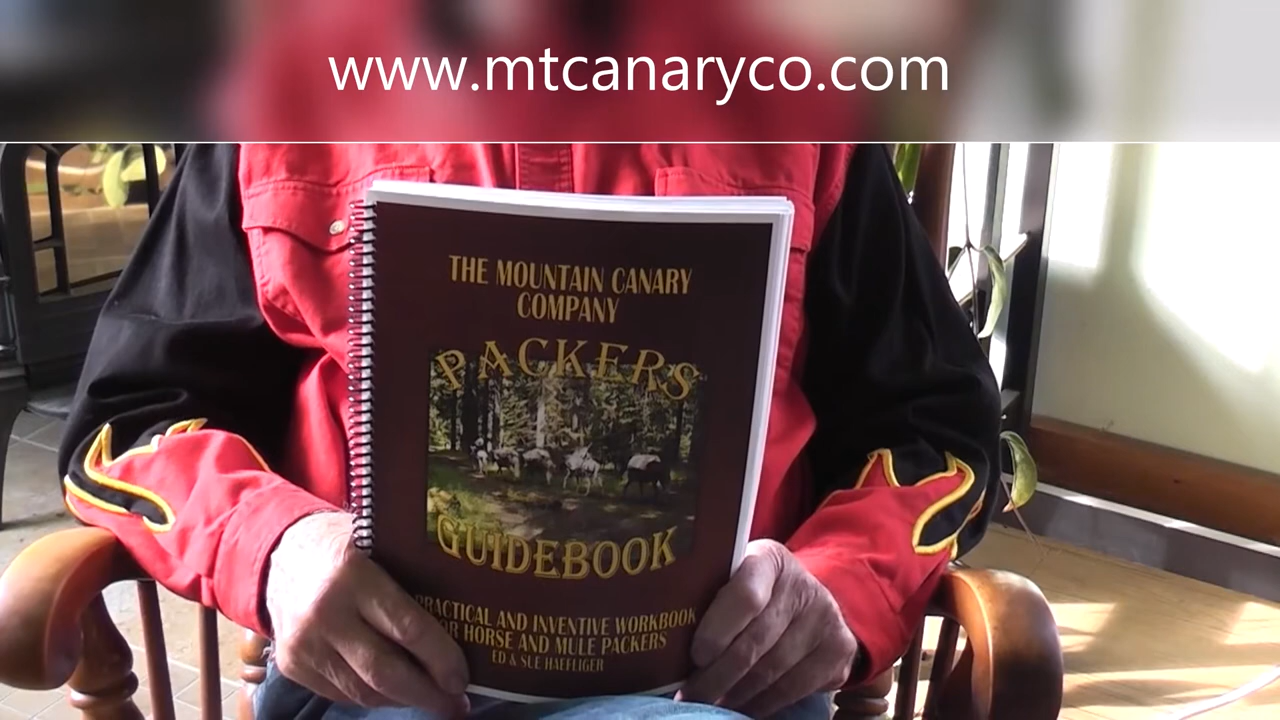 www.mtcanaryco.com
THE MOUNTAIN CANARY
COMPANY
PACKERS
GUIDEBOOK
PRACTICAL AND INVENTIVE WORKBOOK
FOR HORSE AND MULE PACKERS
ED & SUE HAEFLIGER